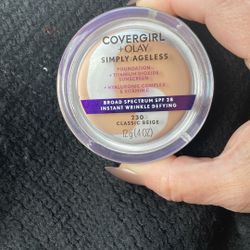 COVERGIRL
+ OLAY
SIMPLY AGELESS
FOUNDATION
+ TITANIUM DIOXIDE
SUNSCREEN
+ HYALURONIC COMPLEX
& VITAMIN C
BROAD SPECTRUM SPF 28
INSTANT WRINKLE DEFYING
230
CLASSIC BEIGE
12g (.4 OZ)